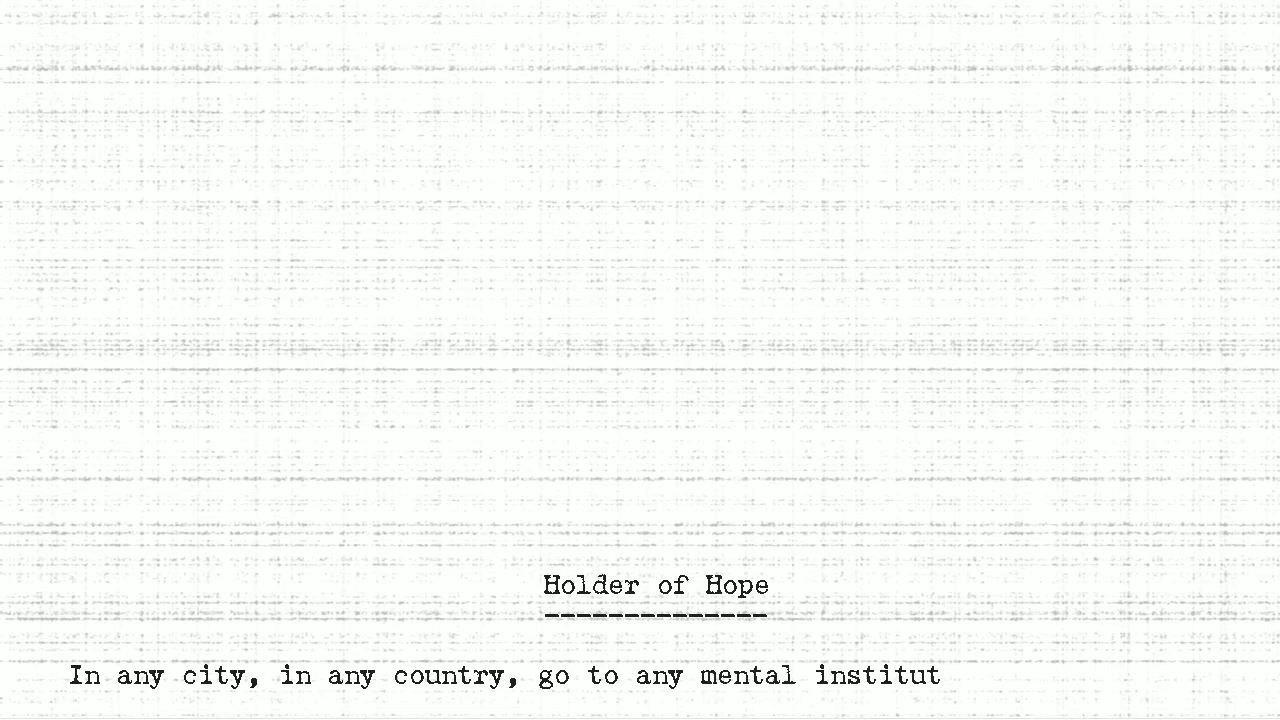 Holder of Hope
--------------
In any city, in any country, go to any mental institut